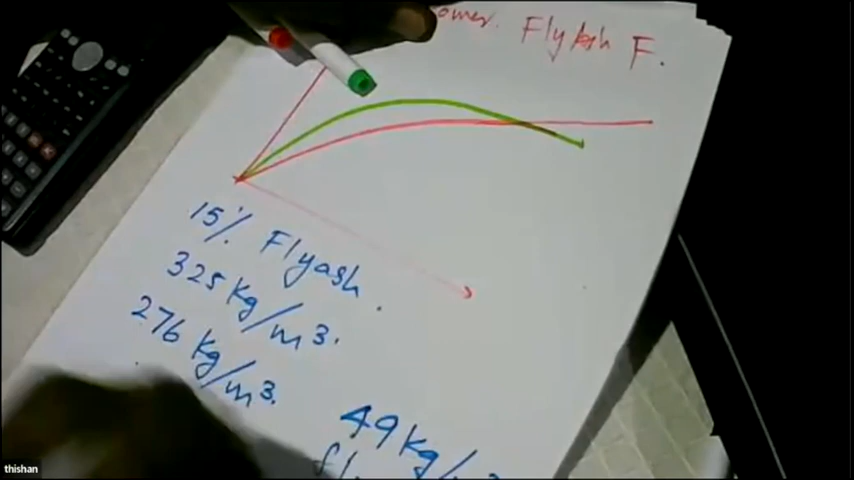 Flyash F.
15% Flyash.
325 Kg/m3.
276 Kg/m3.
49 Kg/
thishan